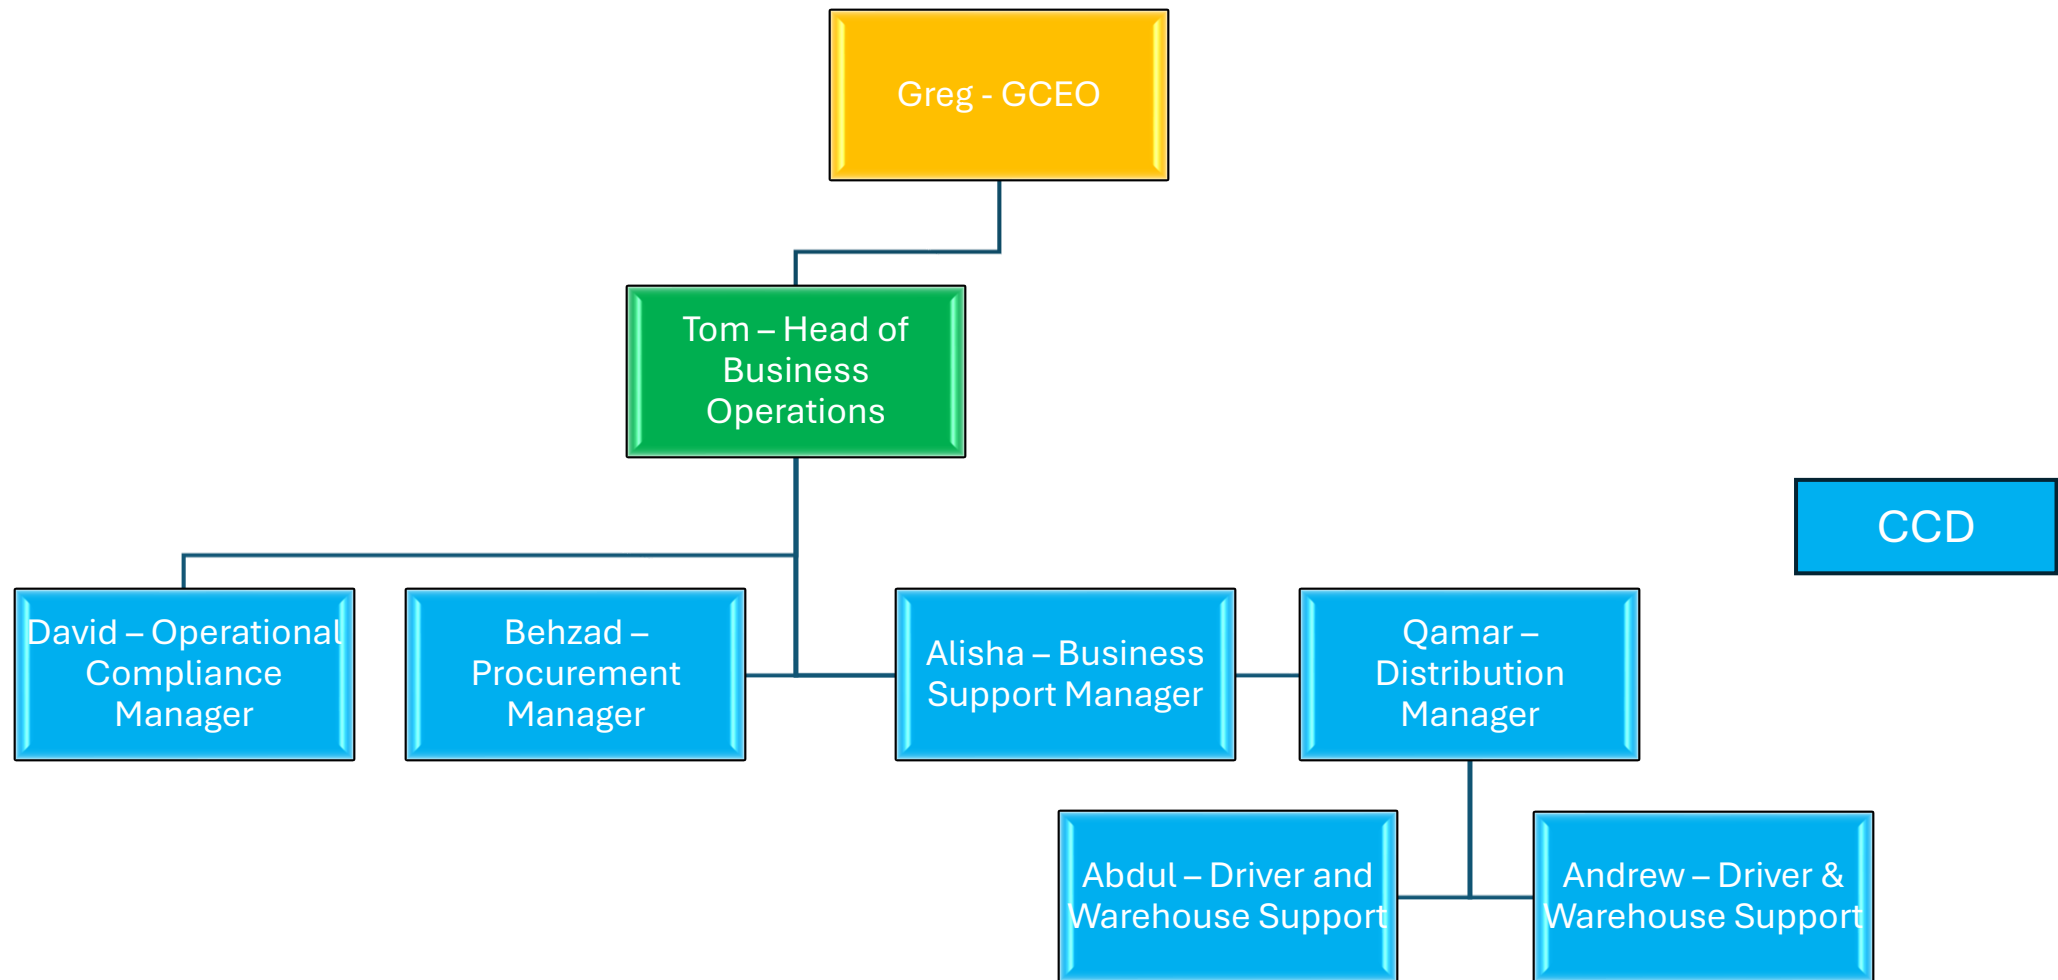 Greg - GCEO
Tom – Head of
Business
Operations
CCD
David – Operational
Compliance
Manager
Behzad –
Procurement
Manager
Alisha – Business
Support Manager
Qamar –
Distribution
Manager
Abdul – Driver and
Warehouse Support
Andrew – Driver &
Warehouse Support